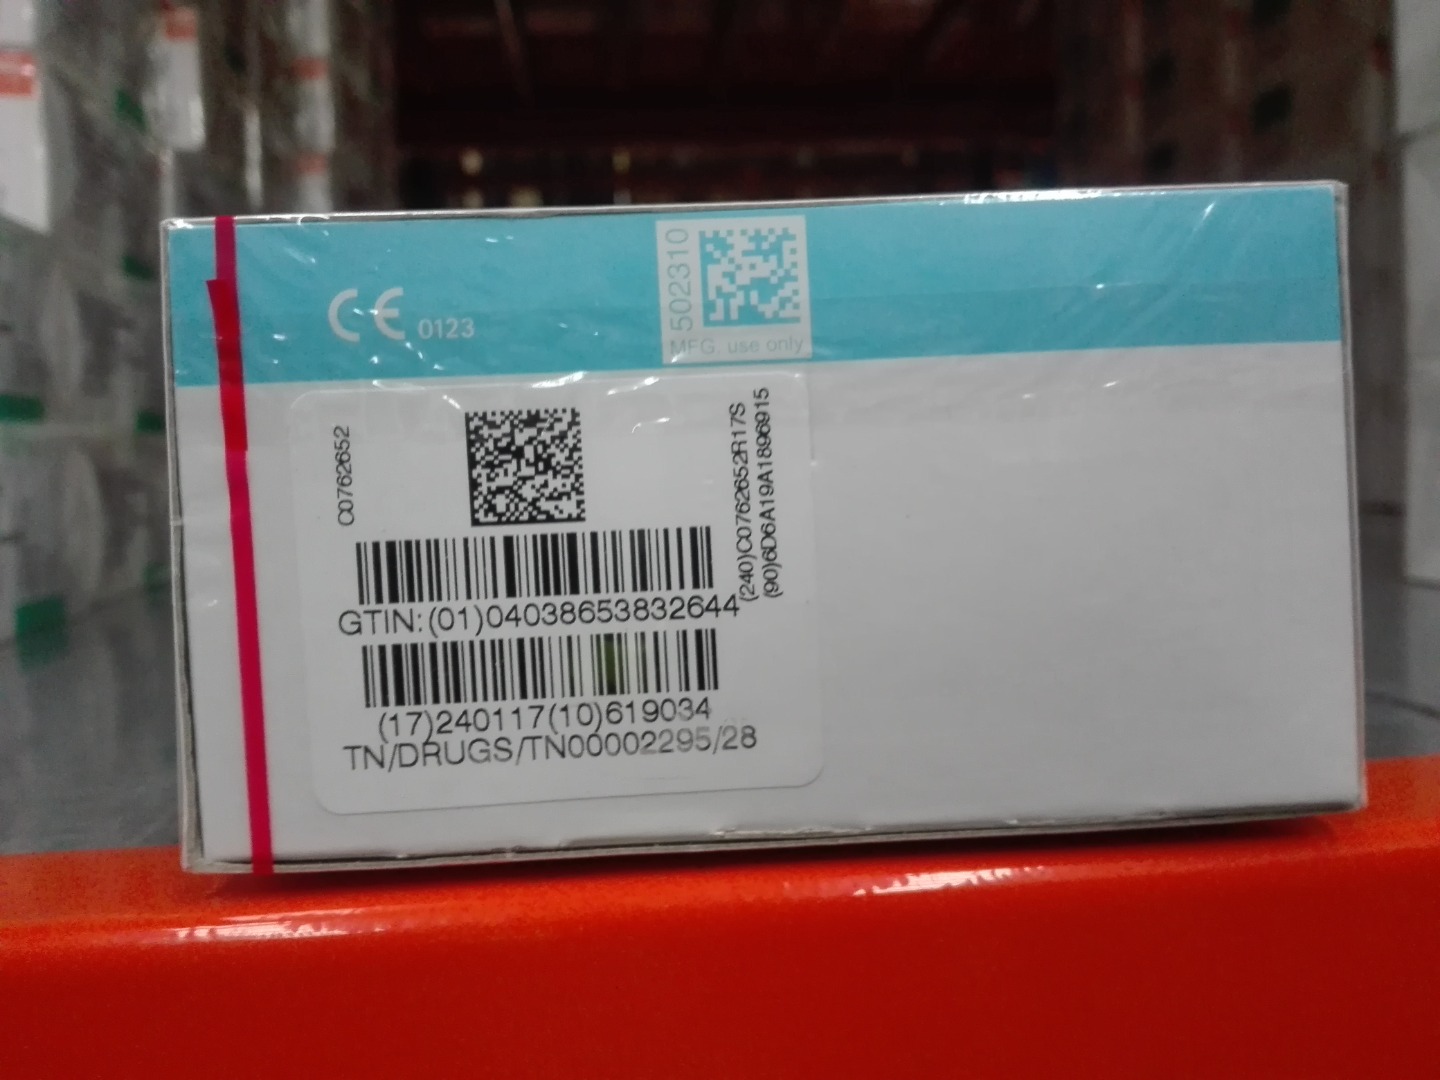 CE 0123
502310
MFG. use only
C0762652
(240)C0762652R17S
(90)6D6A19A1896915
GTIN:(01)04038653832644
(17)240117(10)619034
TN/DRUGS/TN00002295/28